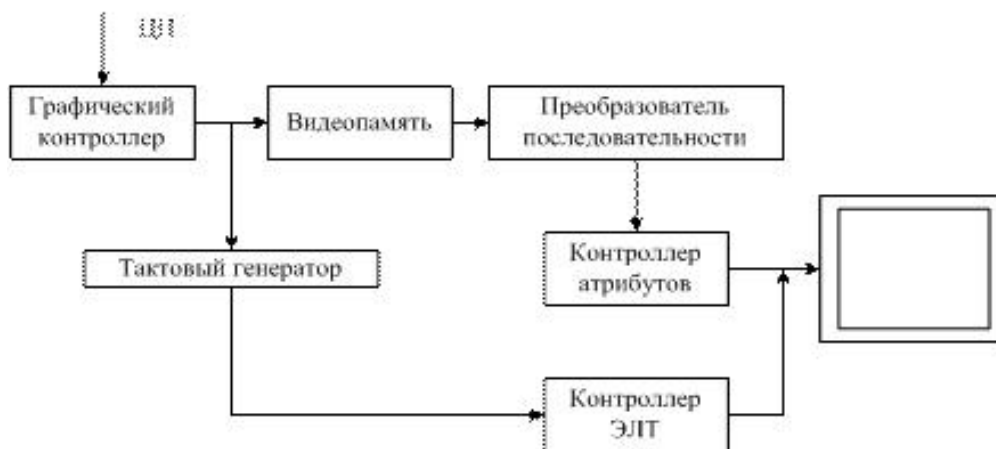 Графический
контроллер
Видеопамять
Преобразователь
последовательности
Тактовый генератор
Контроллер
атрибутов
Контроллер
ЭЛТ